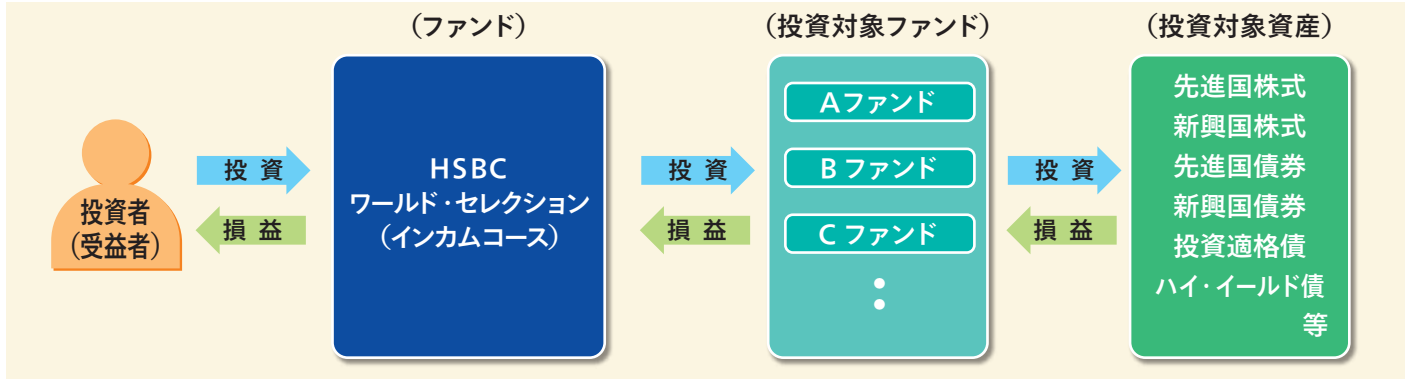 (ファンド)
(投資対象ファンド)
(投資対象資産)
投資者
(受益者)
投 資
損 益
HSBC
ワールド・セレクション
(インカムコース)
投 資
損 益
Aファンド
Bファンド
Cファンド
:
投 資
損 益
先進国株式
新興国株式
先進国債券
新興国債券
投資適格債
ハイ・イールド債
等